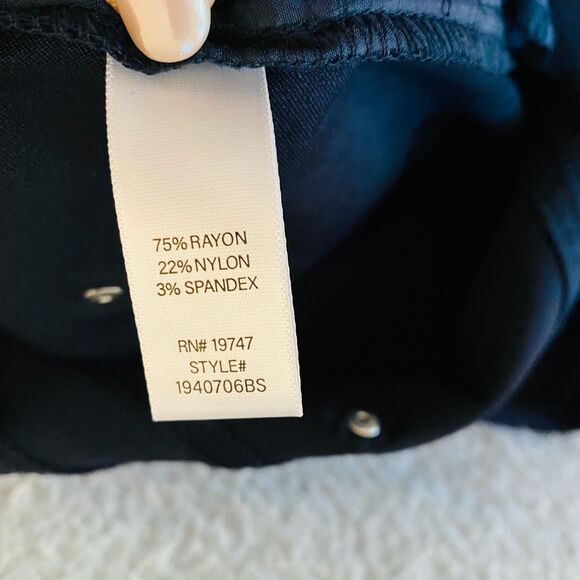 75% RAYON
22% NYLON
3% SPANDEX
RN# 19747
STYLE#
1940706BS